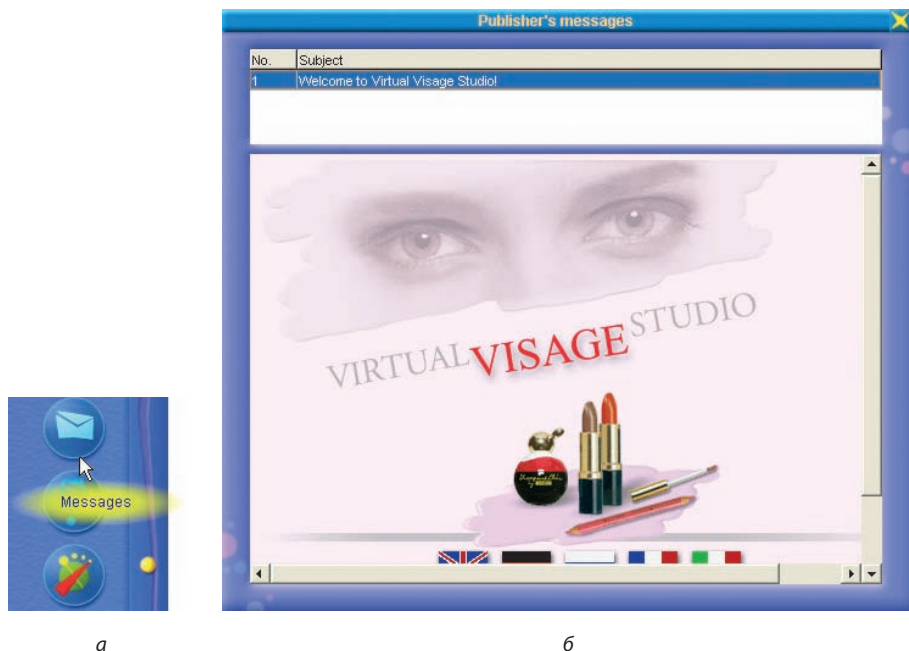 Publisher's messages
No. Subject
1 Welcome to Virtual Visage Studio!
VIRTUAL VISAGE STUDIO
Messages
а б